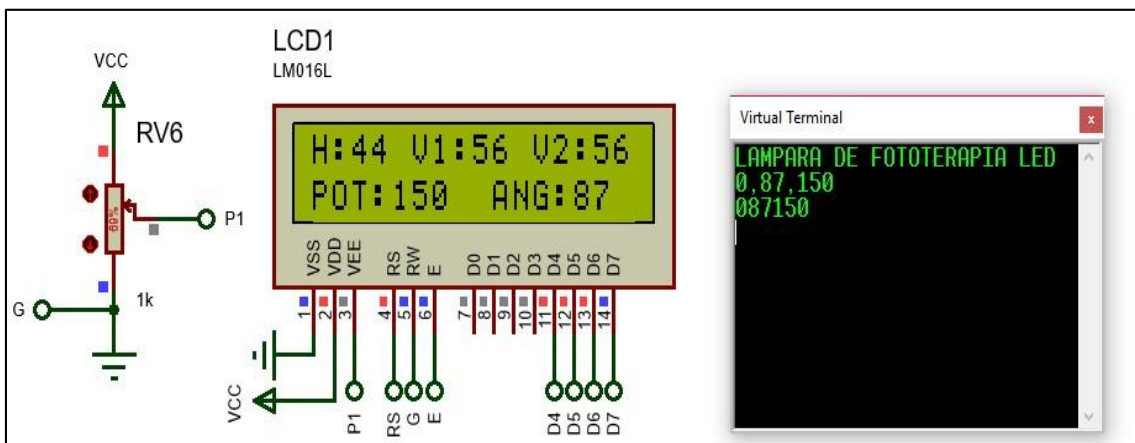 VCC
RV6
69%
P1
G
1k
LCD1
LM016L
H:44 V1:56 V2:56
POT:150 ANG:87
VSS
VDD
VEE
RS
RW
E
D0
D1
D2
D3
D4
D5
D6
D7
1
2
3
4
5
6
7
8
9
10
11
12
13
14
VCC
P1
RS
G
E
D4
D5
D6
D7
Virtual Terminal
x
LAMPARA DE FOTOTERAPIA LED
0,87,150
087150